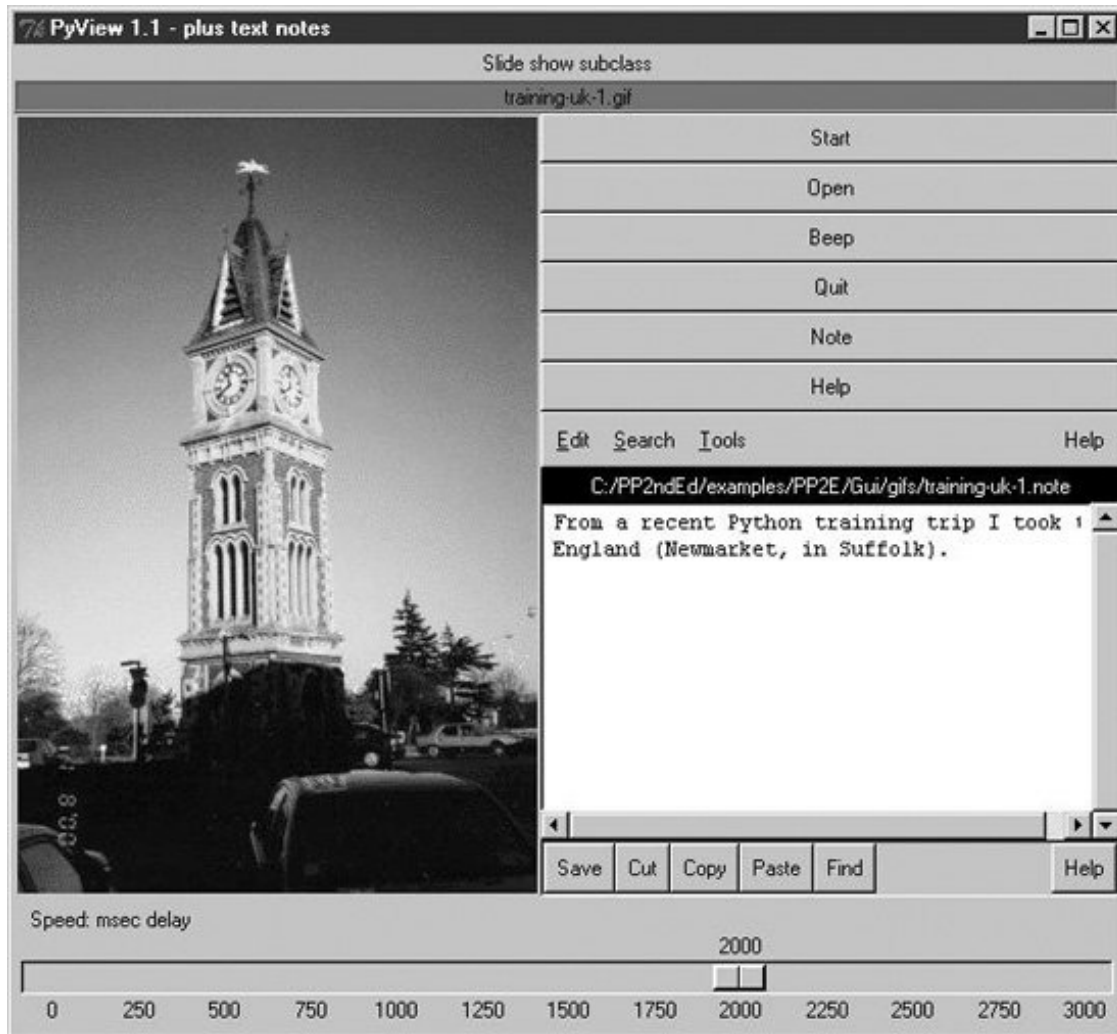 PyView 1.1 - plus text notes
Slide show subclass
training-uk-1.gif
Start
Open
Beep
Quit
Note
Help
Edit Search Tools Help
C:/PP2ndEd/examples/PP2E/Gui/gifs/training-uk-1.note
From a recent Python training trip I took
England (Newmarket, in Suffolk).
Save Cut Copy Paste Find Help
Speed: msec delay
2000
0 250 500 750 1000 1250 1500 1750 2000 2250 2500 2750 3000